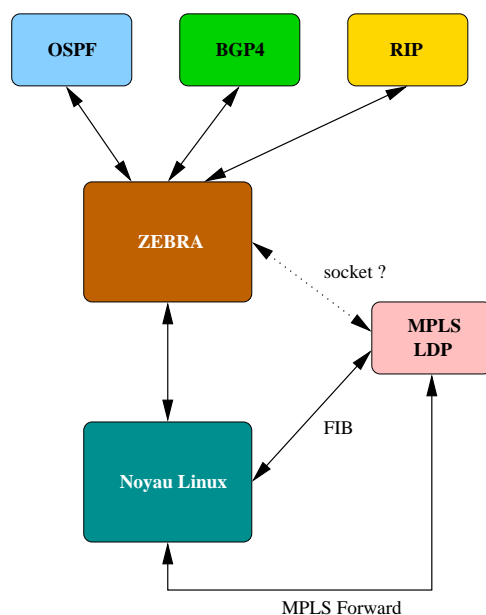 OSPF
BGP4
RIP
ZEBRA
socket ?
MPLS
LDP
FIB
Noyau Linux
MPLS Forward